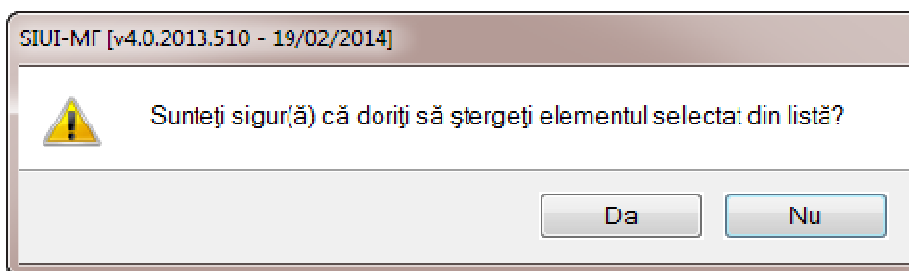 SIUI-MF [v4.0.2013.510 - 19/02/2014]
Sunteţi sigur(ă) că doriţi să ştergeţi elementul selectat din listă?
Da
Nu